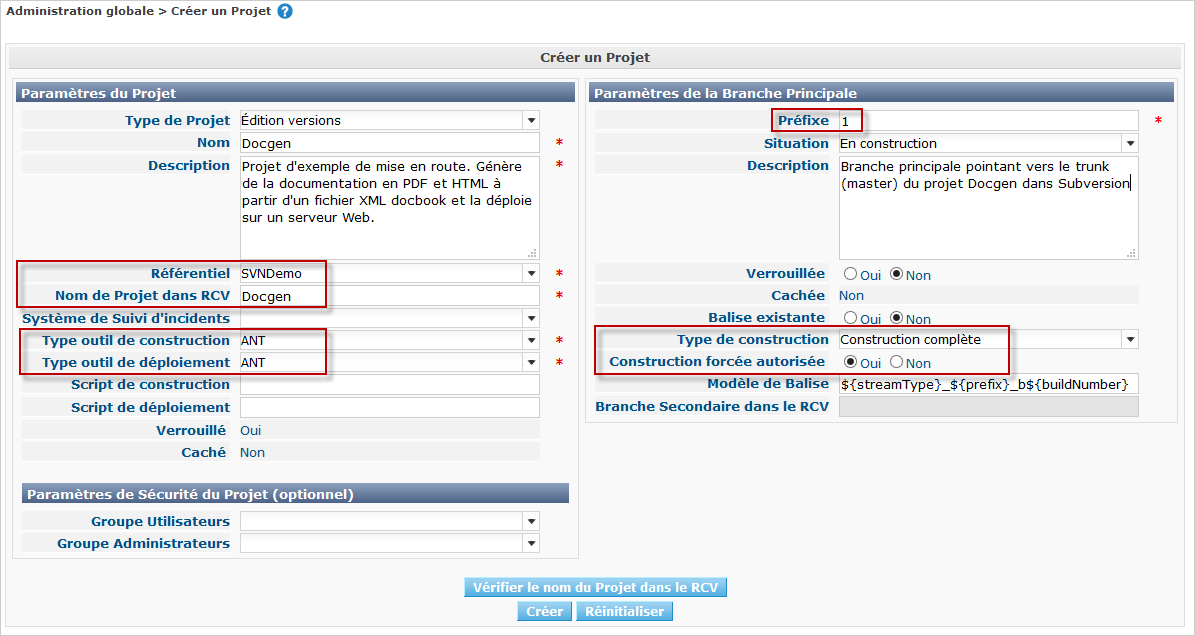 Administration globale > Créer un Projet ?
Créer un Projet
Paramètres du Projet
Type de Projet Édition versions
Nom Docgen *
Description Projet d'exemple de mise en route. Génère *
de la documentation en PDF et HTML à
partir d'un fichier XML docbook et la déploie
sur un serveur Web.
Référentiel SVNDemo *
Nom de Projet dans RCV Docgen *
Système de Suivi d'incidents
Type outil de construction ANT *
Type outil de déploiement ANT *
Script de construction
Script de déploiement
Verrouillé Oui
Caché Non
Paramètres de Sécurité du Projet (optionnel)
Groupe Utilisateurs
Groupe Administrateurs
Paramètres de la Branche Principale
Préfixe 1 *
Situation En construction
Description Branche principale pointant vers le trunk
(master) du projet Docgen dans Subversion
Verrouillée Oui Non
Cachée Non
Balise existante Oui Non
Type de construction Construction complète
Construction forcée autorisée Oui Non
Modèle de Balise ${streamType}_${prefix}_b${buildNumber}
Branche Secondaire dans le RCV
Vérifier le nom du Projet dans le RCV
Créer Réinitialiser